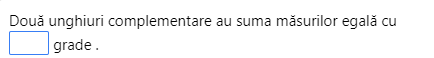 Două unghiuri complementare au suma măsurilor egală cu
grade .